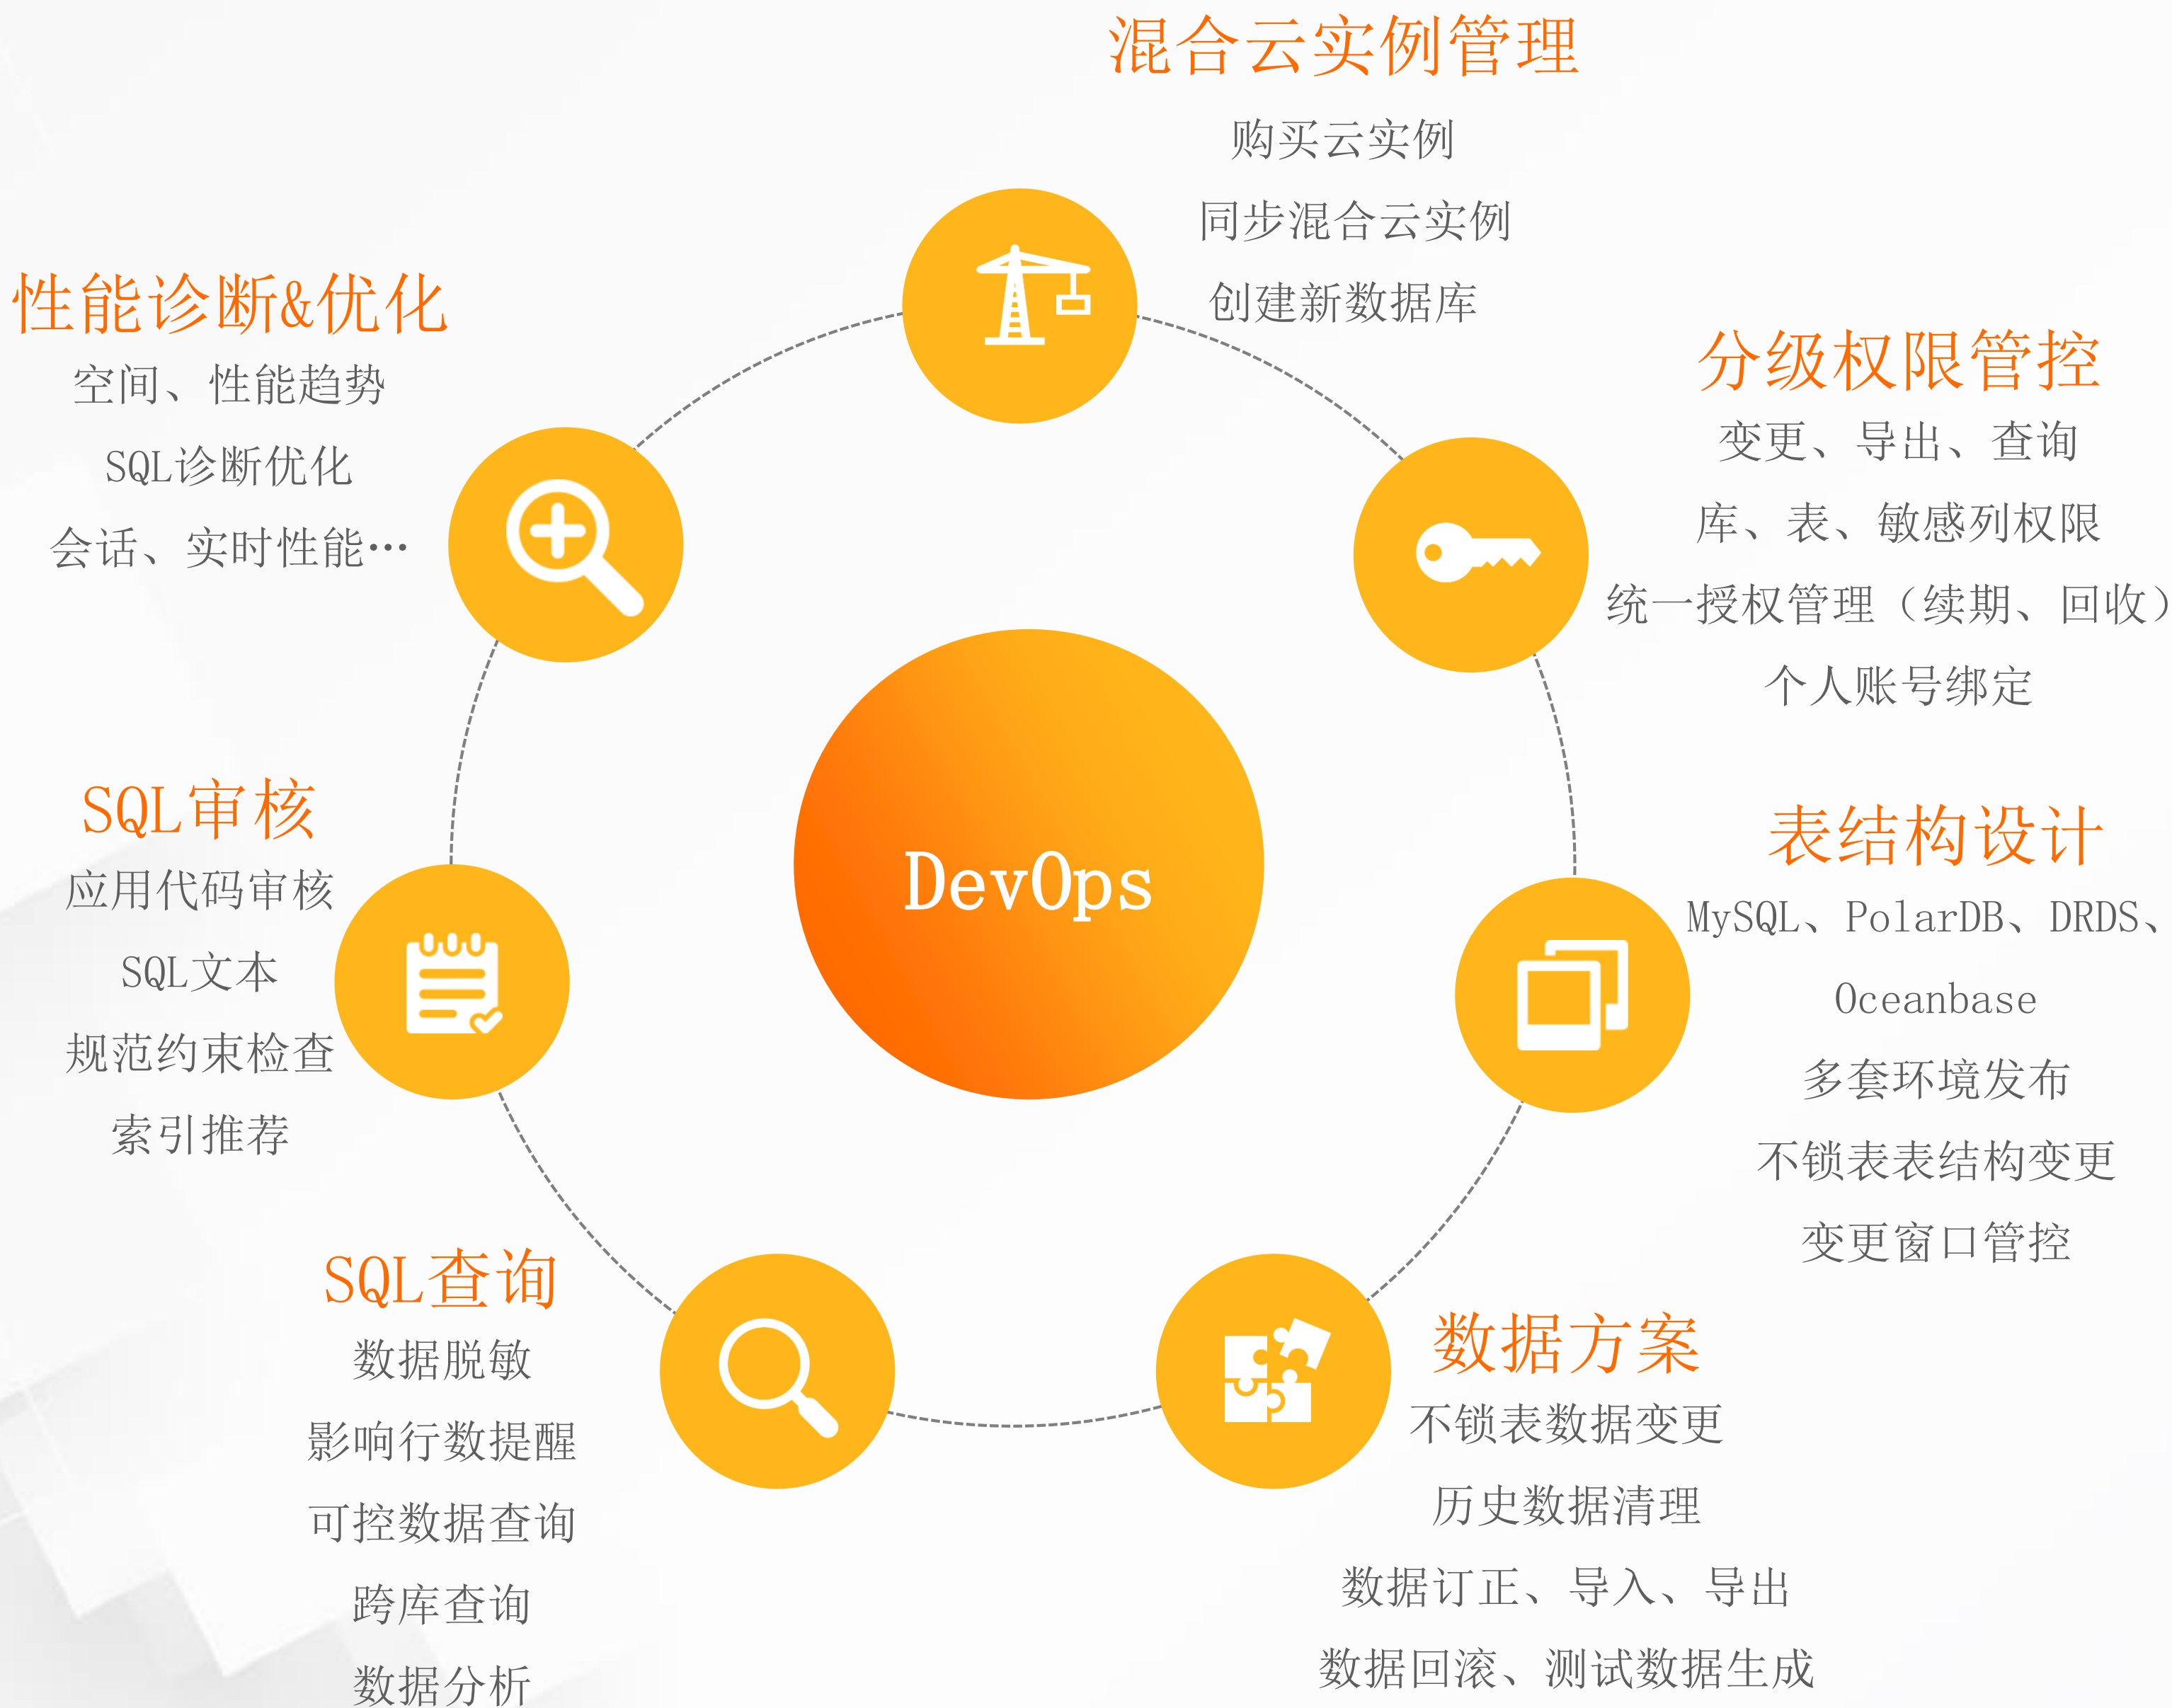 混合云实例管理
购买云实例
同步混合云实例
创建新数据库
分级权限管控
变更、导出、查询
库、表、敏感列权限
统一授权管理（续期、回收）
个人账号绑定
表结构设计
MySQL、PolarDB、DRDS、
Oceanbase
多套环境发布
不锁表表结构变更
变更窗口管控
数据方案
不锁表数据变更
历史数据清理
数据订正、导入、导出
数据回滚、测试数据生成
SQL查询
数据脱敏
影响行数提醒
可控数据查询
跨库查询
数据分析
SQL审核
应用代码审核
SQL文本
规范约束检查
索引推荐
性能诊断&优化
空间、性能趋势
SQL诊断优化
会话、实时性能…
DevOps